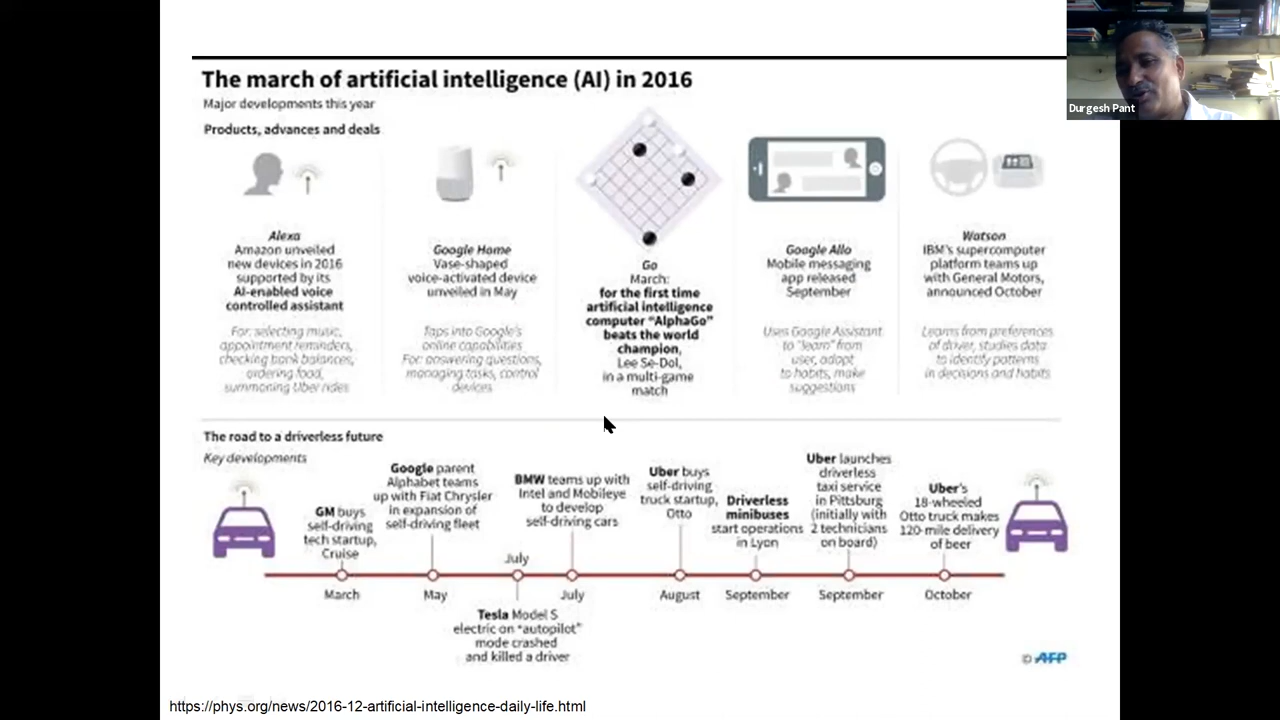 The march of artificial intelligence (AI) in 2016
Major developments this year
Products, advances and deals
Alexa
Amazon unveiled
new devices in 2016
supported by its
AI-enabled voice
controlled assistant
For: selecting music,
appointment reminders,
checking bank balances,
ordering food,
summoning Uber rides
Google Home
Vase-shaped
voice-activated device
unveiled in May
Taps into Google's
online capabilities
For: answering questions,
managing tasks, control
devices
Go
March:
for the first time
artificial intelligence
computer "AlphaGo"
beats the world
champion,
Lee Se-Dol,
in a multi-game
match
Google Allo
Mobile messaging
app released
September
Uses Google Assistant
to "learn" from
user, adapt
to habits, make
suggestions
Watson
IBM's supercomputer
platform teams up
with General Motors,
announced October
Learns from preferences
of driver, studies data
to identify patterns
in decisions and habits
The road to a driverless future
Key developments
GM buys
self-driving
tech startup,
Cruise
March
Google parent
Alphabet teams
up with Fiat Chrysler
in expansion of
self-driving fleet
May
July
Tesla Model S
electric on "autopilot"
mode crashed
and killed a driver
BMW teams up with
Intel and Mobileye
to develop
self-driving cars
July
Uber buys
self-driving
truck startup,
Otto
August
Driverless
minibuses
start operations
in Lyon
September
Uber launches
driverless
taxi service
in Pittsburg
(initially with
2 technicians
on board)
September
Uber's
18-wheeled
Otto truck makes
120-mile delivery
of beer
October
© AFP
https://phys.org/news/2016-12-artificial-intelligence-daily-life.html
Durgesh Pant